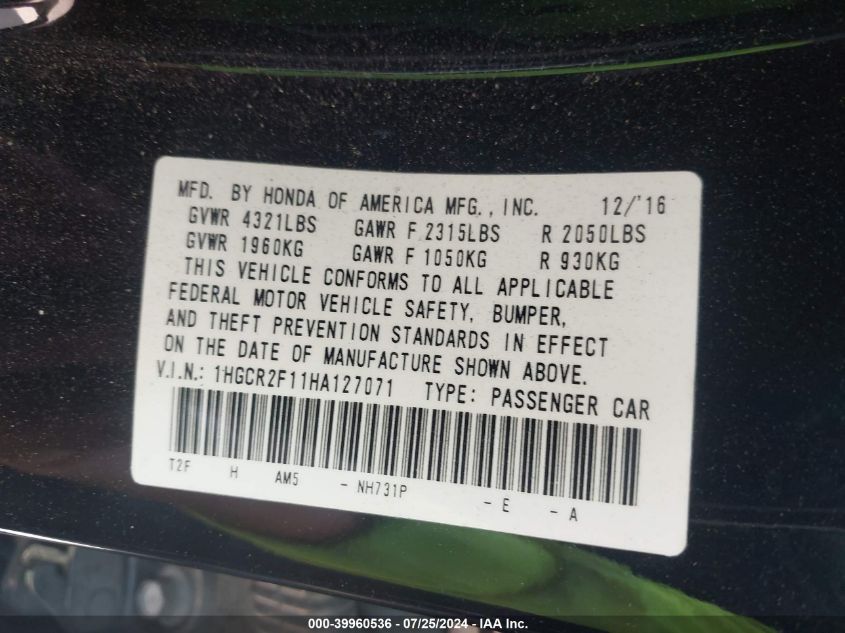 MFD. BY HONDA OF AMERICA MFG., INC. 12/'16
GVWR 4321LBS GAWR F 2315LBS R 2050LBS
GVWR 1960KG GAWR F 1050KG R 930KG
THIS VEHICLE CONFORMS TO ALL APPLICABLE
FEDERAL MOTOR VEHICLE SAFETY, BUMPER,
AND THEFT PREVENTION STANDARDS IN EFFECT
ON THE DATE OF MANUFACTURE SHOWN ABOVE.
V.I.N.: 1HGCR2F11HA127071 TYPE: PASSENGER CAR
T2F H AM5 - NH731P - E - A
000-39960536 - 07/25/2024 - IAA, Inc.